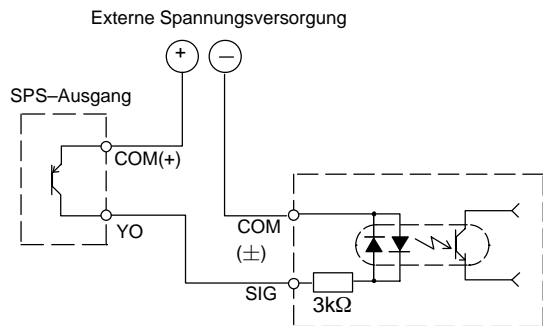 Externe Spannungsversorgung
+ —
SPS–Ausgang
COM(+)
YO
COM
(±)
SIG
3kΩ